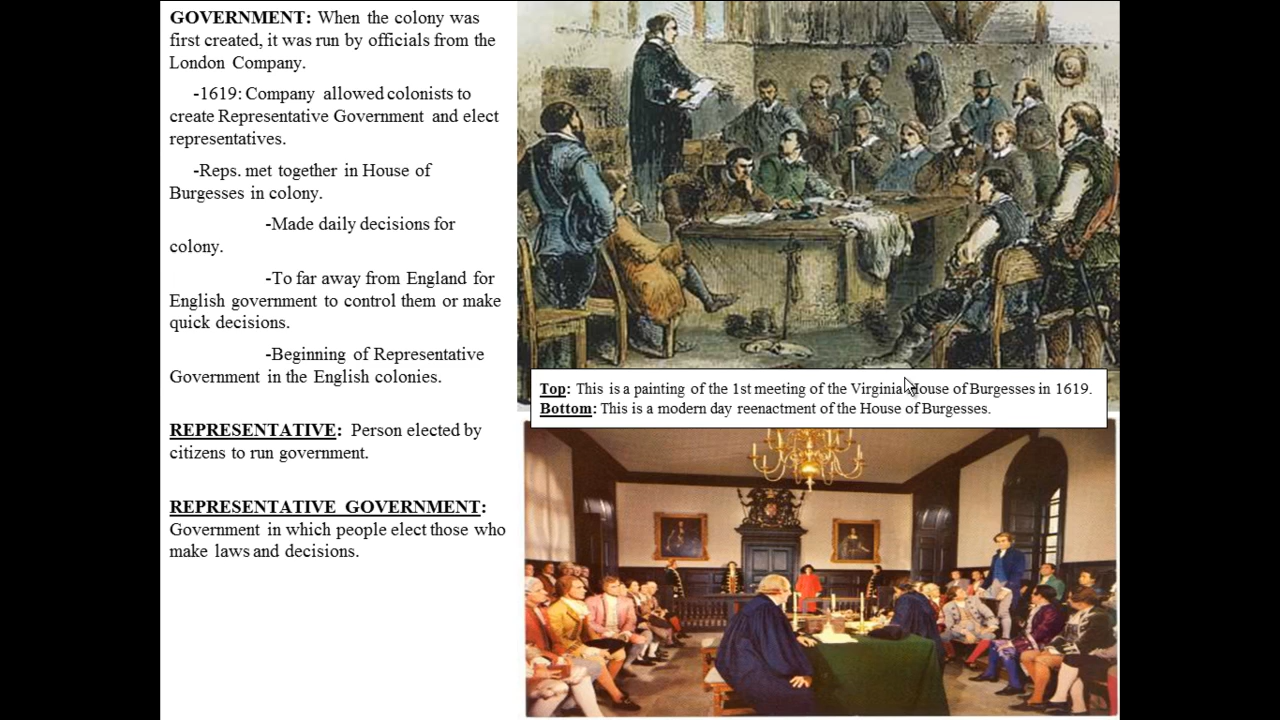 GOVERNMENT: When the colony was
first created, it was run by officials from the
London Company.
-1619: Company allowed colonists to
create Representative Government and elect
representatives.
-Reps. met together in House of
Burgesses in colony.
-Made daily decisions for
colony.
-To far away from England for
English government to control them or make
quick decisions.
-Beginning of Representative
Government in the English colonies.
REPRESENTATIVE: Person elected by
citizens to run government.
REPRESENTATIVE GOVERNMENT:
Government in which people elect those who
make laws and decisions.
Top: This is a painting of the 1st meeting of the Virginia House of Burgesses in 1619.
Bottom: This is a modern day reenactment of the House of Burgesses.